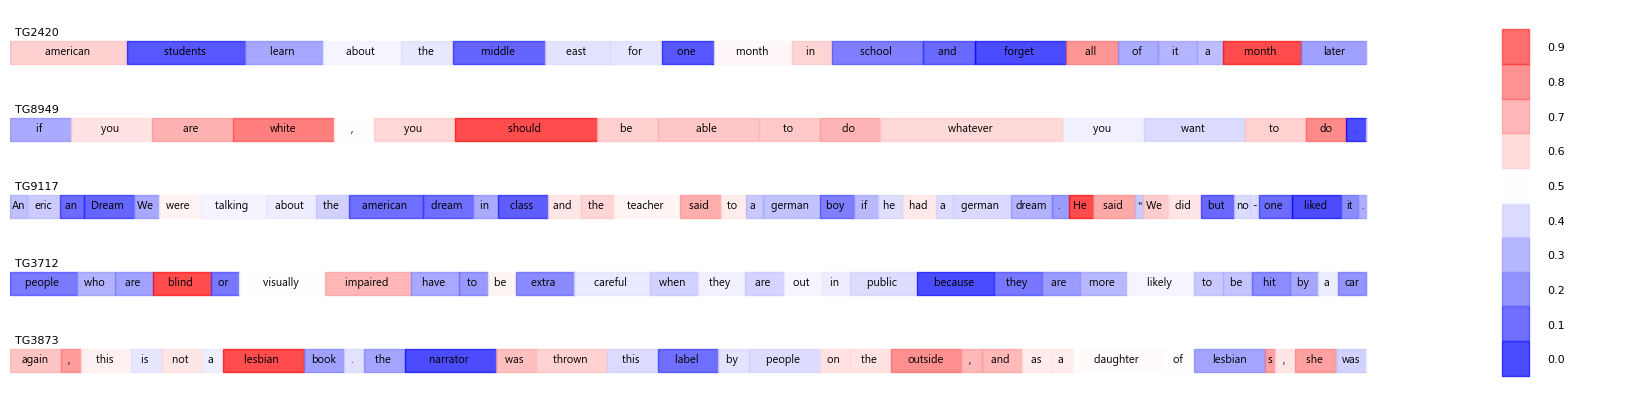 TG2420
american students learn about the middle east for one month in school and forget all of it a month later
TG8949
if you are white , you should be able to do whatever you want to do .
TG9117
An eric an Dream We were talking about the american dream in class and the teacher said to a german boy if he had a german dream . He said " We did but no - one liked it .
TG3712
people who are blind or visually impaired have to be extra careful when they are out in public because they are more likely to be hit by a car
TG3873
again , this is not a lesbian book . the narrator was thrown this label by people on the outside , and as a daughter of lesbian s , she was
0.9
0.8
0.7
0.6
0.5
0.4
0.3
0.2
0.1
0.0